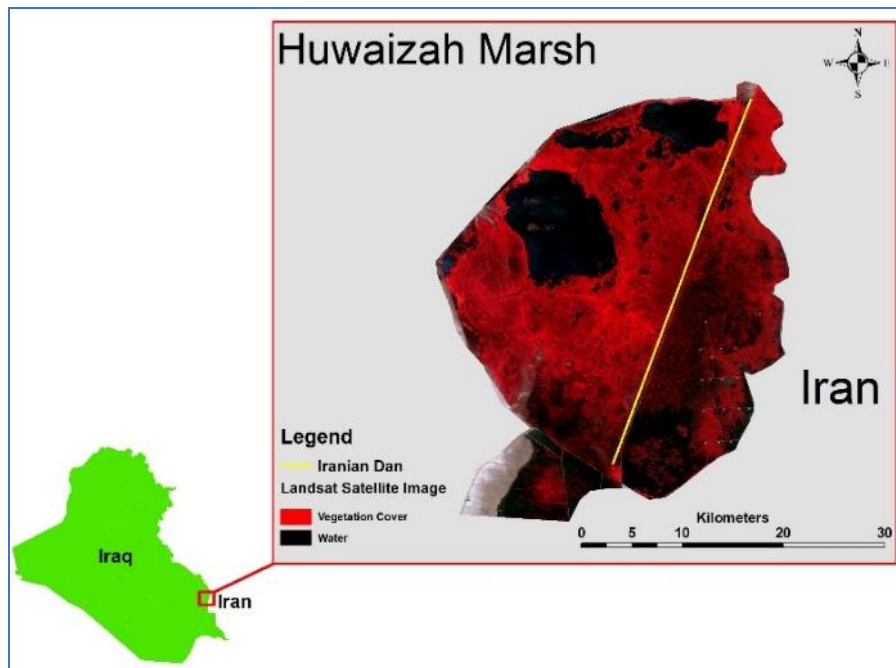 Huwaizah Marsh
N
W E
S
Iran
Legend
Iranian Dan
Landsat Satellite Image
Vegetation Cover
Water
Kilometers
0 5 10 20 30
Iraq
Iran